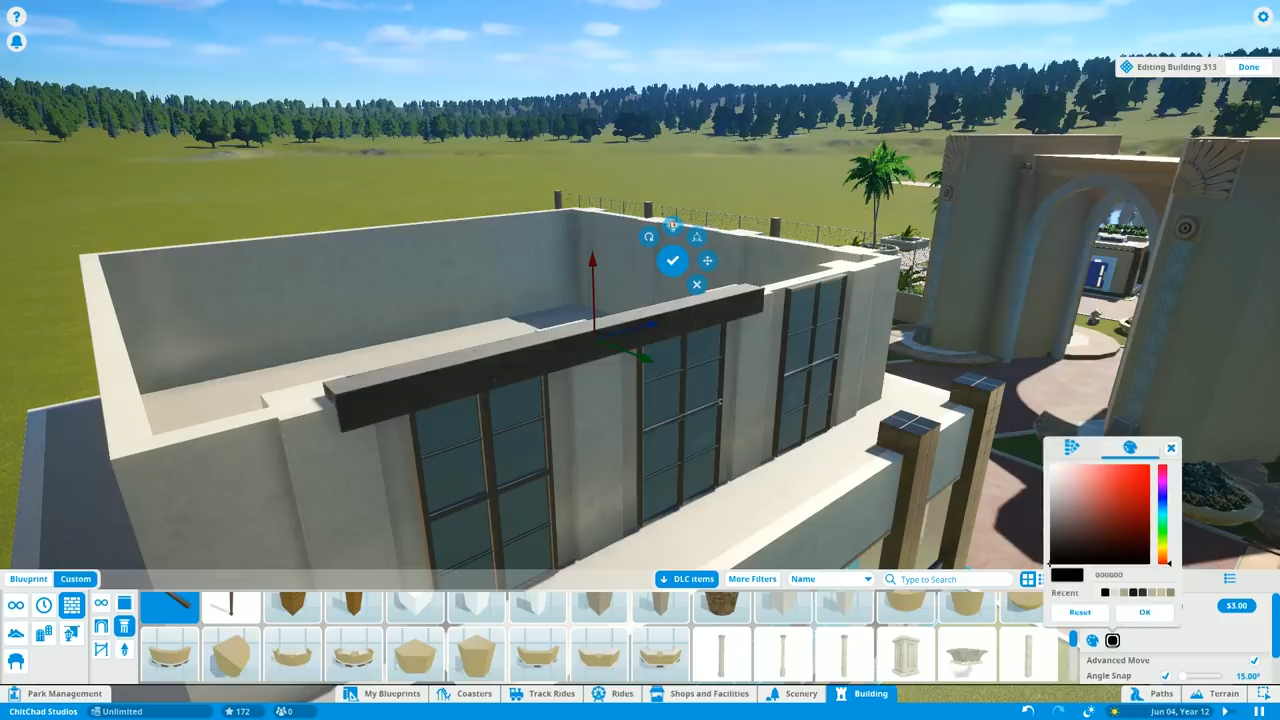 ?
Editing Building 313 Done
000000
Recent
Reset OK
Blueprint Custom DLC items More Filters Name Type to Search
$3.00
Advanced Move
Angle Snap 15.00°
Park Management My Blueprints Coasters Track Rides Rides Shops and Facilities Scenery Building Paths Terrain
ChitChad Studios Unlimited 172 0 Jun 04, Year 12